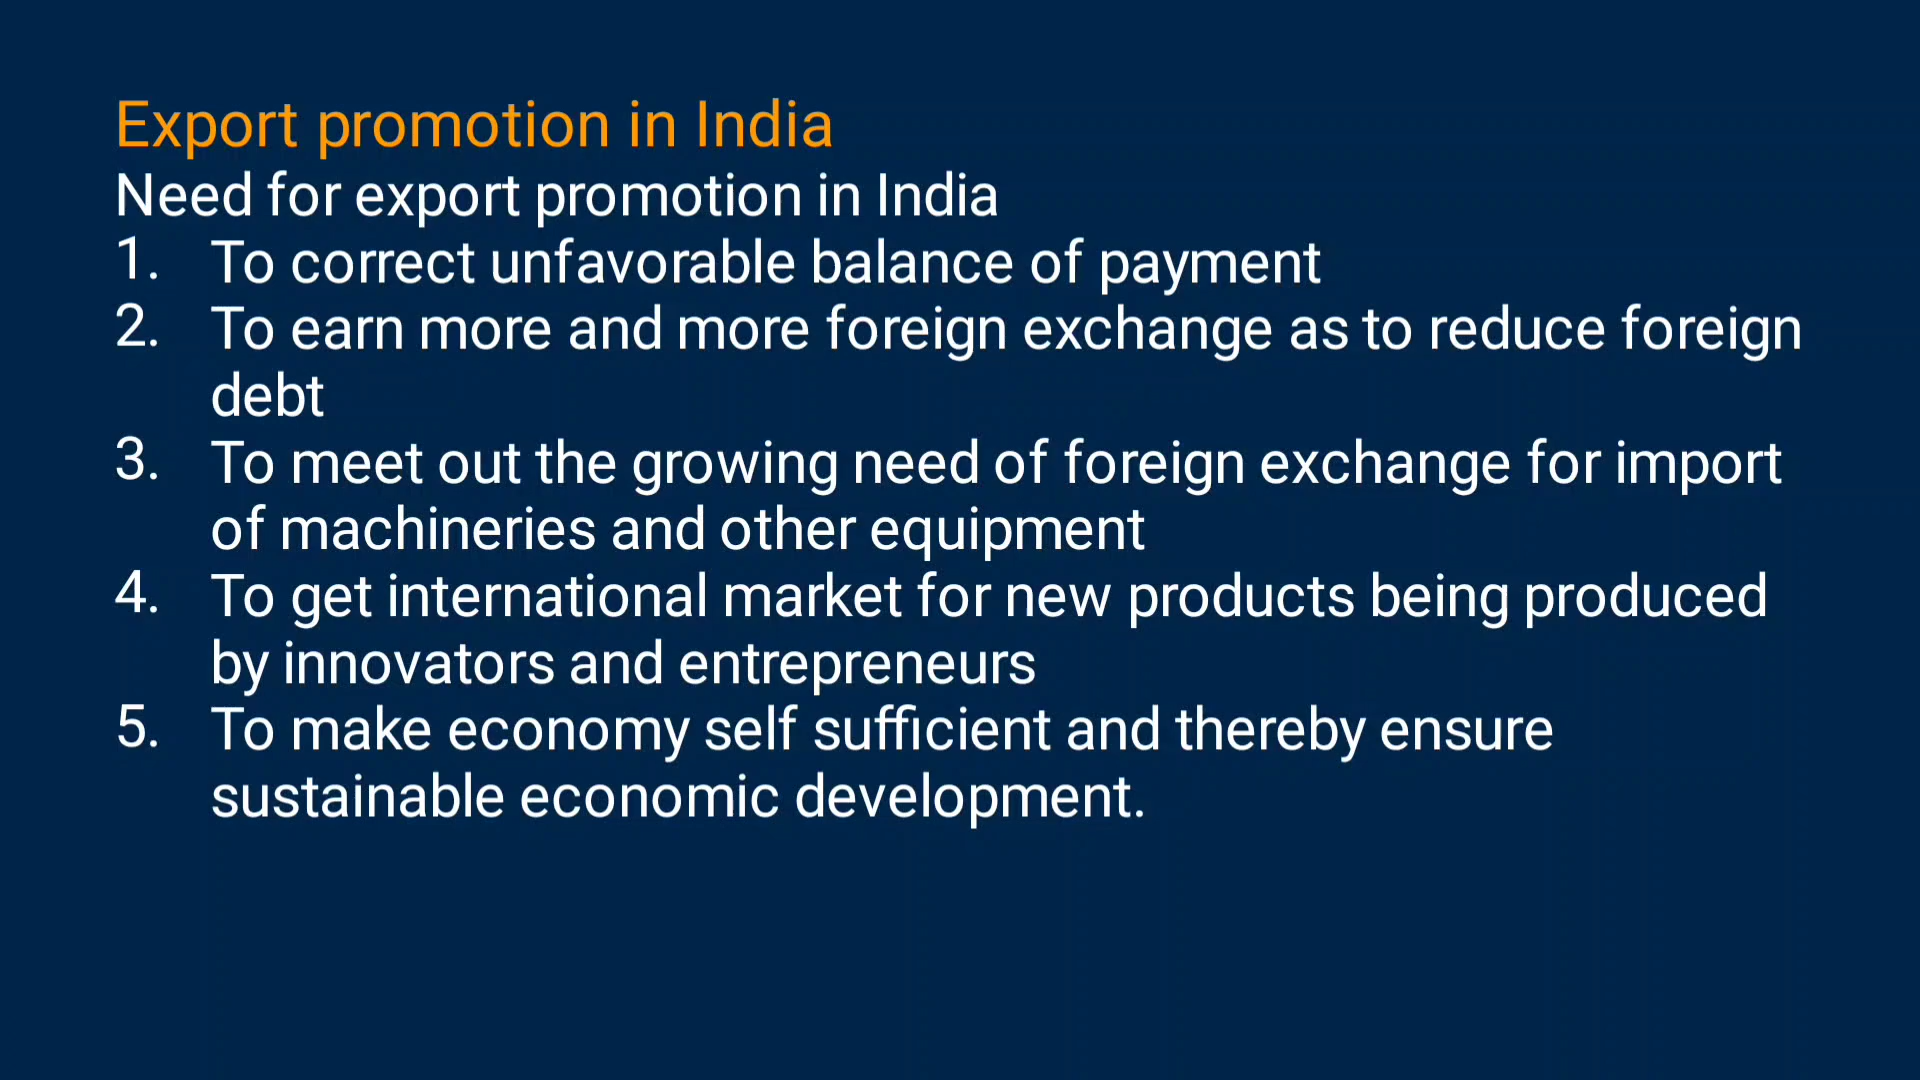 Export promotion in India
Need for export promotion in India
1. To correct unfavorable balance of payment
2. To earn more and more foreign exchange as to reduce foreign
debt
3. To meet out the growing need of foreign exchange for import
of machineries and other equipment
4. To get international market for new products being produced
by innovators and entrepreneurs
5. To make economy self sufficient and thereby ensure
sustainable economic development.